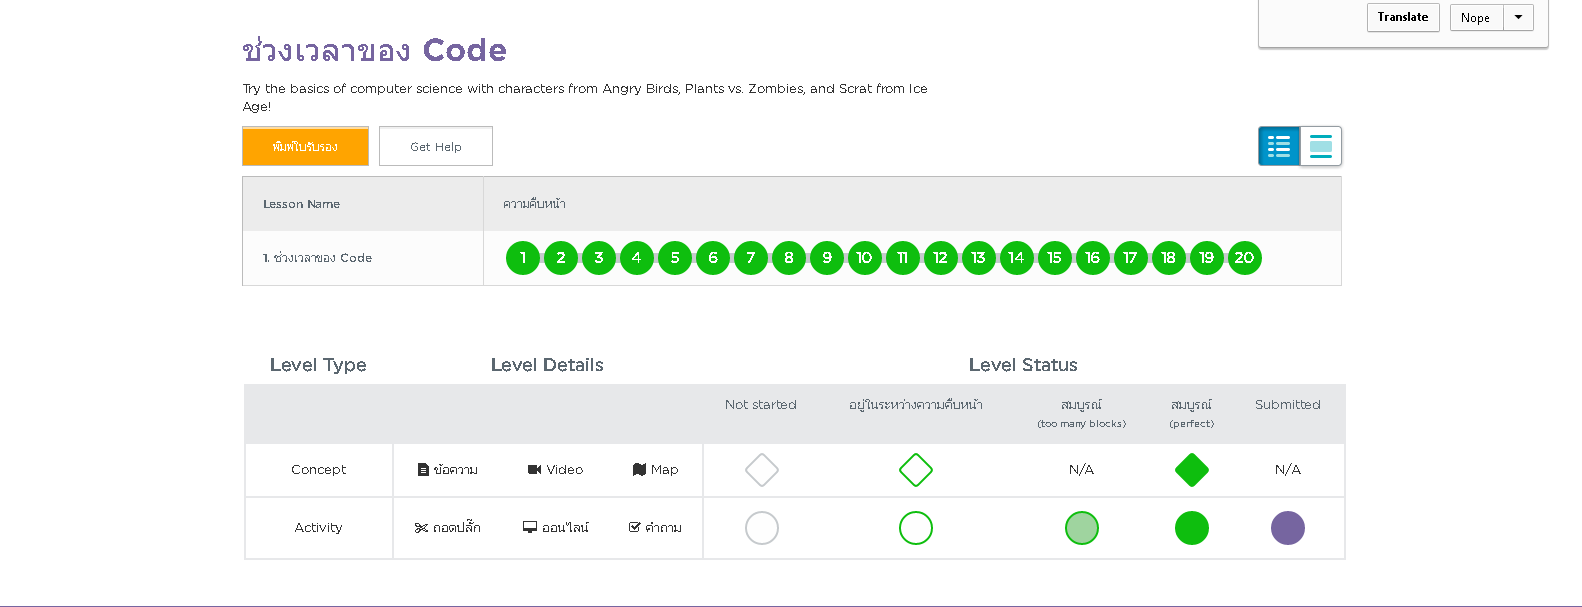 Translate
Nope
ช่วงเวลาของ Code
Try the basics of computer science with characters from Angry Birds, Plants vs. Zombies, and Scrat from Ice
Age!
พิมพ์ใบรับรอง
Get Help
Lesson Name
ความคืบหน้า
1. ช่วงเวลาของ Code
1 2 3 4 5 6 7 8 9 10 11 12 13 14 15 16 17 18 19 20
Level Type
Level Details
Level Status
Not started
อยู่ในระหว่างความคืบหน้า
สมบูรณ์
(too many blocks)
สมบูรณ์
(perfect)
Submitted
Concept
ข้อความ
Video
Map
N/A
N/A
Activity
ถอดปลั๊ก
ออนไลน์
คำถาม